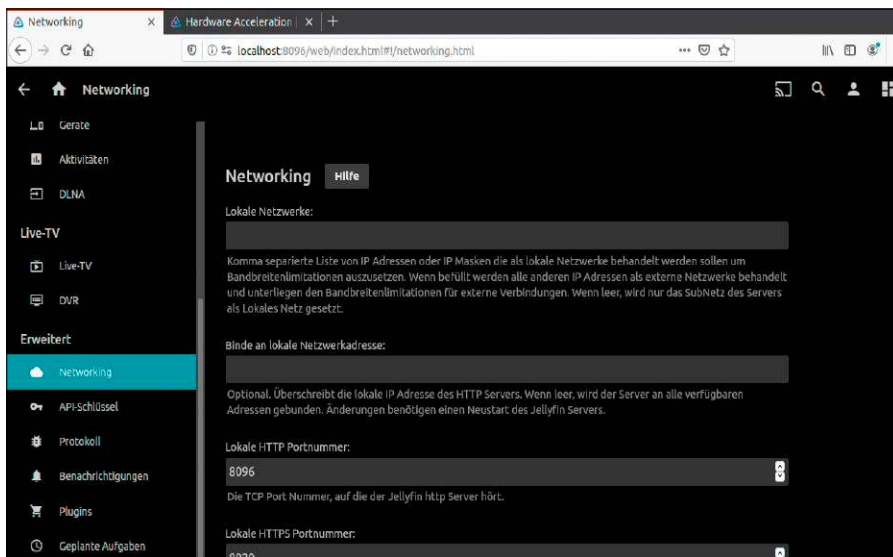 Networking
Hardware Acceleration |
localhost:8096/web/index.html#!/networking.html
Networking
Geräte
Aktivitäten
DLNA
Live-TV
Live-TV
DVR
Erweitert
Networking
API-Schlüssel
Protokoll
Benachrichtigungen
Plugins
Geplante Aufgaben
Networking Hilfe
Lokale Netzwerke:
Komma separierte Liste von IP Adressen oder IP Masken die als lokale Netzwerke behandelt werden sollen um
Bandbreitenlimitationen auszusetzen. Wenn befüllt werden alle anderen IP Adressen als externe Netzwerke behandelt
und unterliegen den Bandbreitenlimitationen für externe Verbindungen. Wenn leer, wird nur das SubNetz des Servers
als Lokales Netz gesetzt.
Binde an lokale Netzwerkadresse:
Optional. Überschreibt die lokale IP Adresse des HTTP Servers. Wenn leer, wird der Server an alle verfügbaren
Adressen gebunden. Änderungen benötigen einen Neustart des Jellyfin Servers.
Lokale HTTP Portnummer:
8096
Die TCP Port Nummer, auf die der Jellyfin http Server hört.
Lokale HTTPS Portnummer: